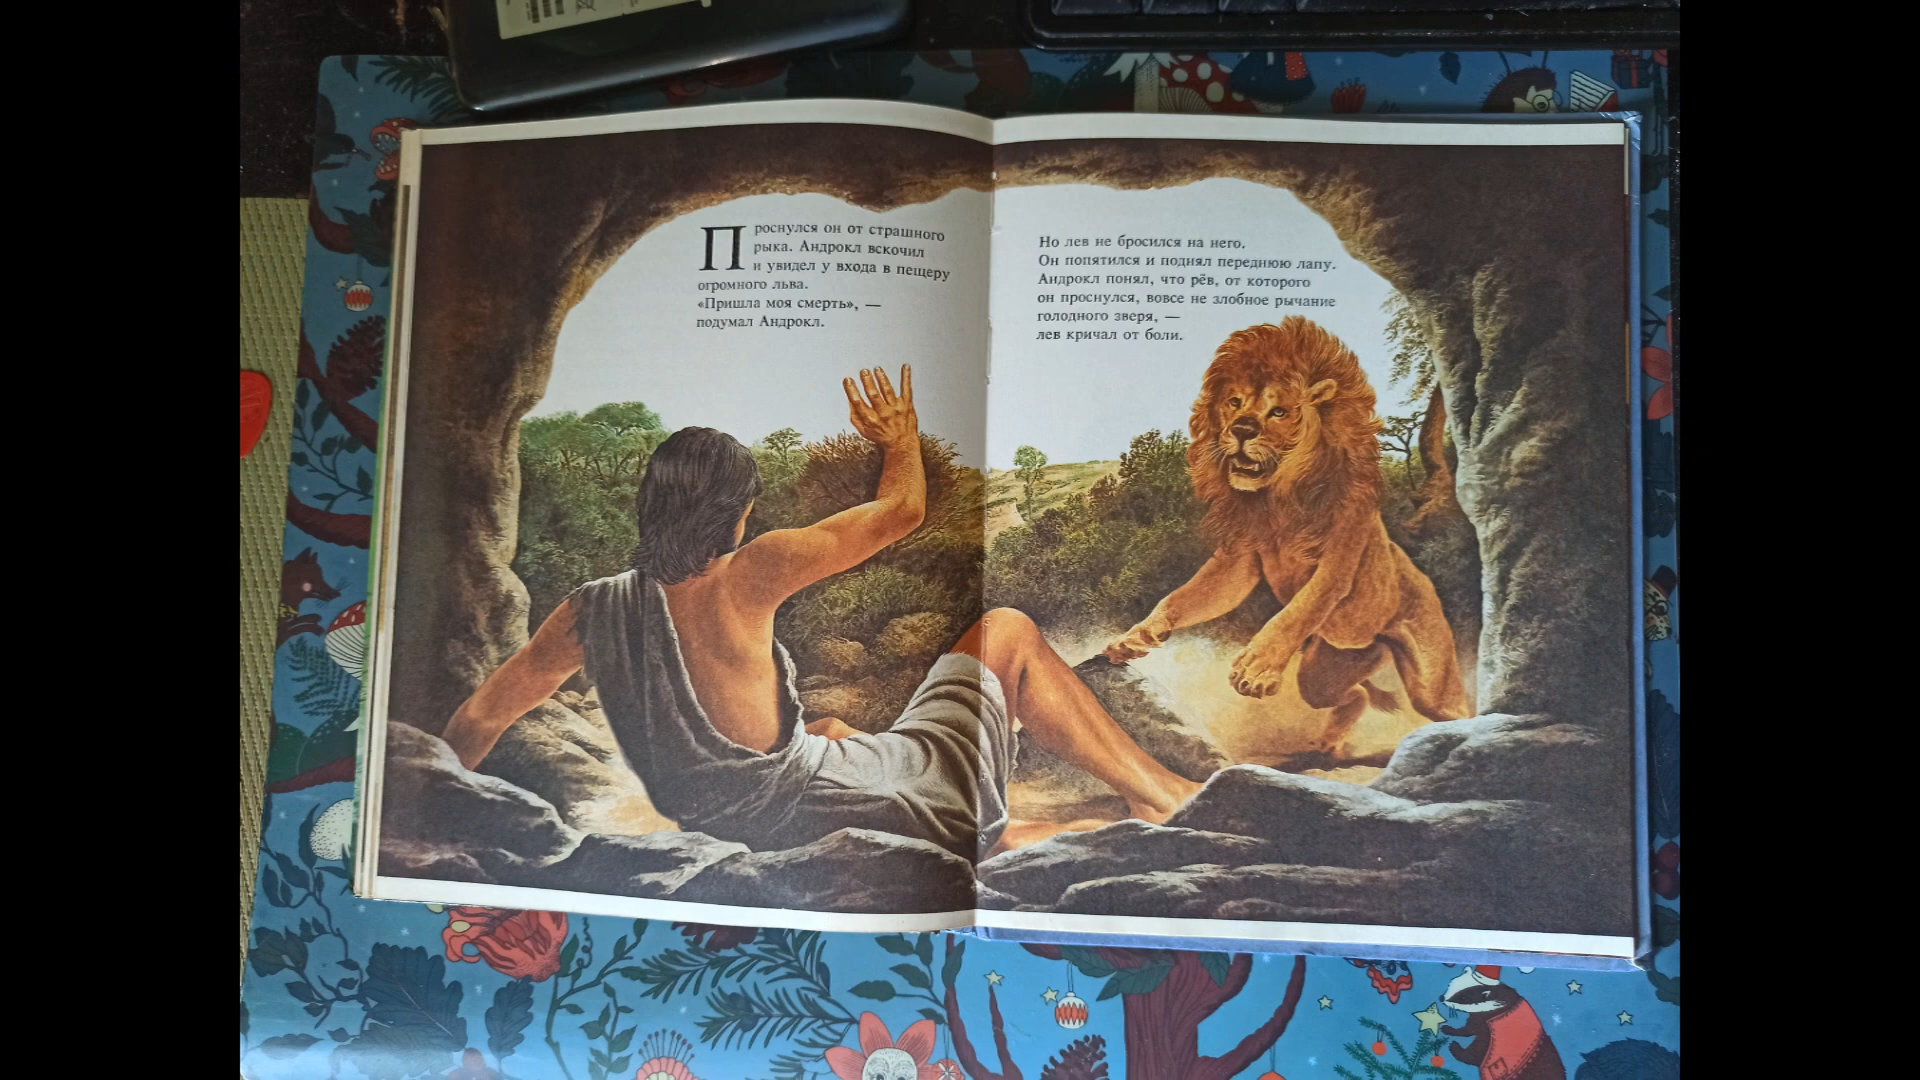 Проснулся он от страшного
рыка. Андрокл вскочил
и увидел у входа в пещеру
огромного льва.
«Пришла моя смерть», —
подумал Андрокл.
Но лев не бросился на него.
Он попятился и поднял переднюю лапу.
Андрокл понял, что рёв, от которого
он проснулся, вовсе не злобное рычание
голодного зверя, —
лев кричал от боли.